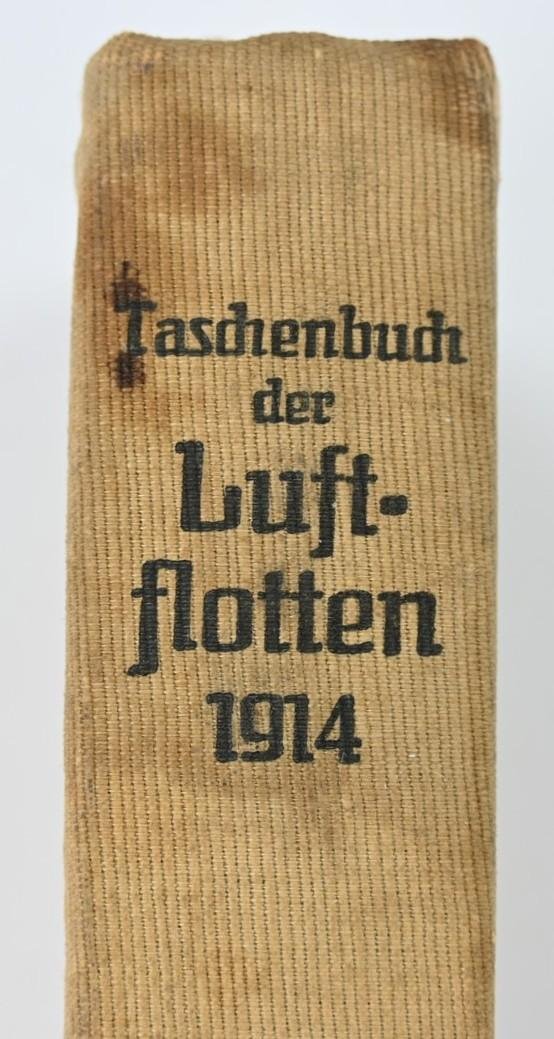 Taschenbuch
der
Luft-
flotten
1914